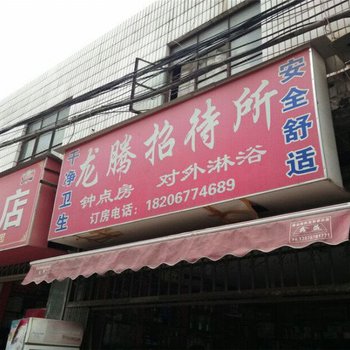 干净卫生
龙腾招待所
安全舒适
钟点房 对外淋浴
订房电话：18206774689
店